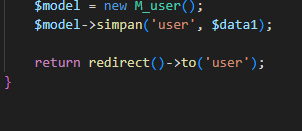 $model = new M_user();
$model->simpan('user', $data1);
return redirect()->to('user');
}